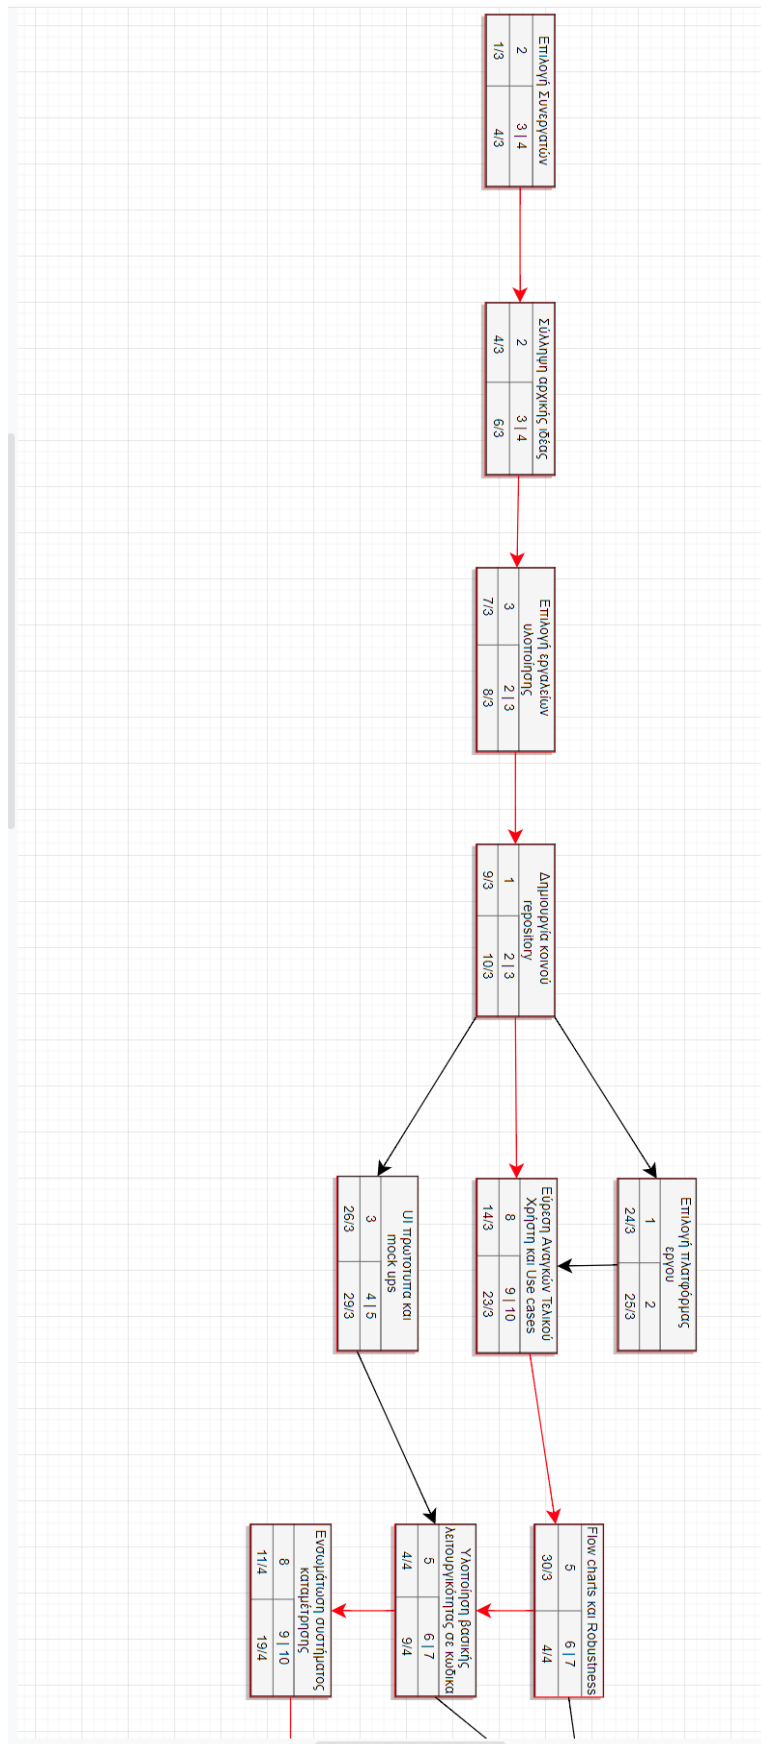 Επιλογή Συνεργατών
2
3 | 4
1/3
4/3
Σύλληψη αρχικής ιδέας
2
3 | 4
4/3
6/3
Επιλογή εργαλείων
υλοποίησης
3
2 | 3
7/3
8/3
Δημιουργία κοινού
repository
1
2 | 3
9/3
10/3
Επιλογή πλατφόρμας
έργου
1
2
24/3
25/3
Εύρεση Αναγκών Τελικού
Χρήστη και Use cases
8
9 | 10
14/3
23/3
UI πρωτοτυπα και
mock ups
3
4 | 5
26/3
29/3
Flow charts και Robustness
5
6 | 7
30/3
4/4
Υλοποίηση βασικής
λειτουργικότητας σε κώδικα
5
6 | 7
4/4
9/4
Ενσωμάτωση συστήματος
καταμέτρησης
8
9 | 10
11/4
19/4